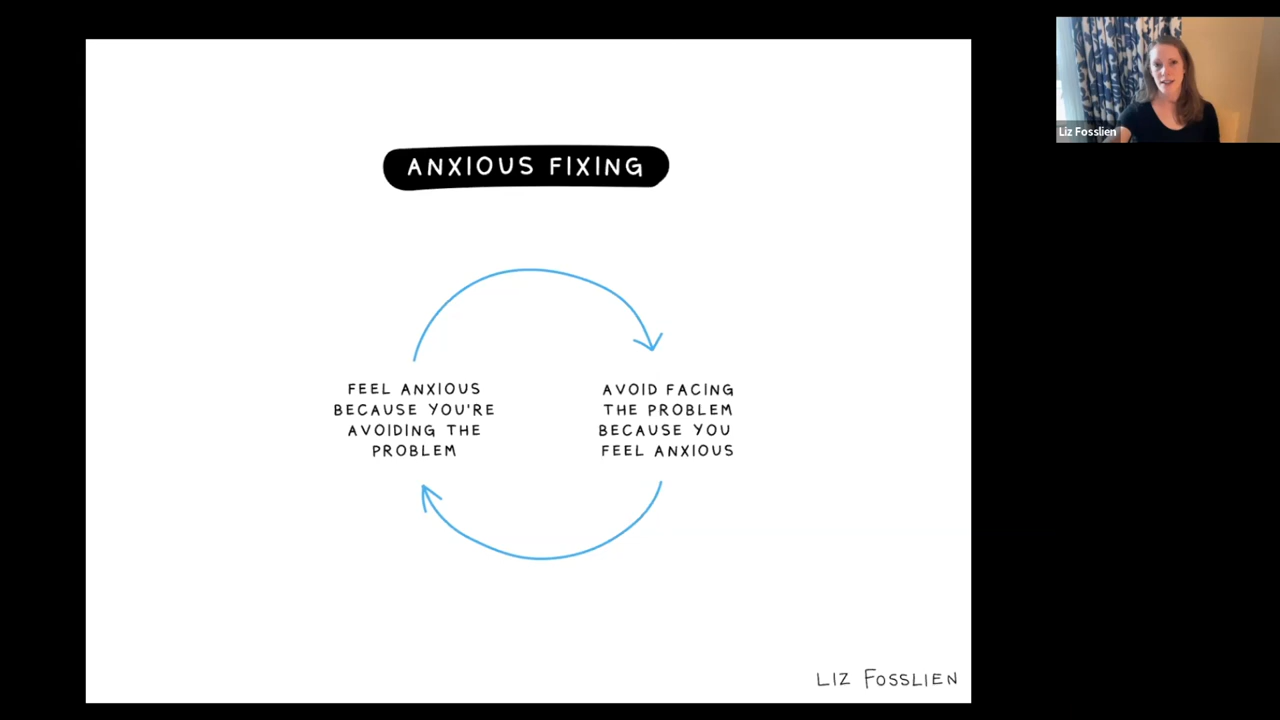 ANXIOUS FIXING
FEEL ANXIOUS
BECAUSE YOU'RE
AVOIDING THE
PROBLEM
AVOID FACING
THE PROBLEM
BECAUSE YOU
FEEL ANXIOUS
LIZ FOSSLIEN
Liz Fosslien